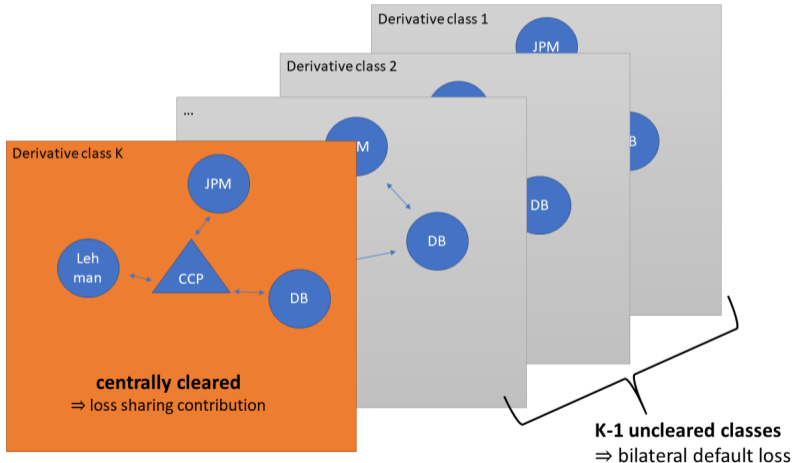 Derivative class 1
JPM
Derivative class 2
B
...
M
DB
DB
Derivative class K
JPM
Leh
man
CCP
DB
centrally cleared
⇒ loss sharing contribution
K-1 uncleared classes
⇒ bilateral default loss